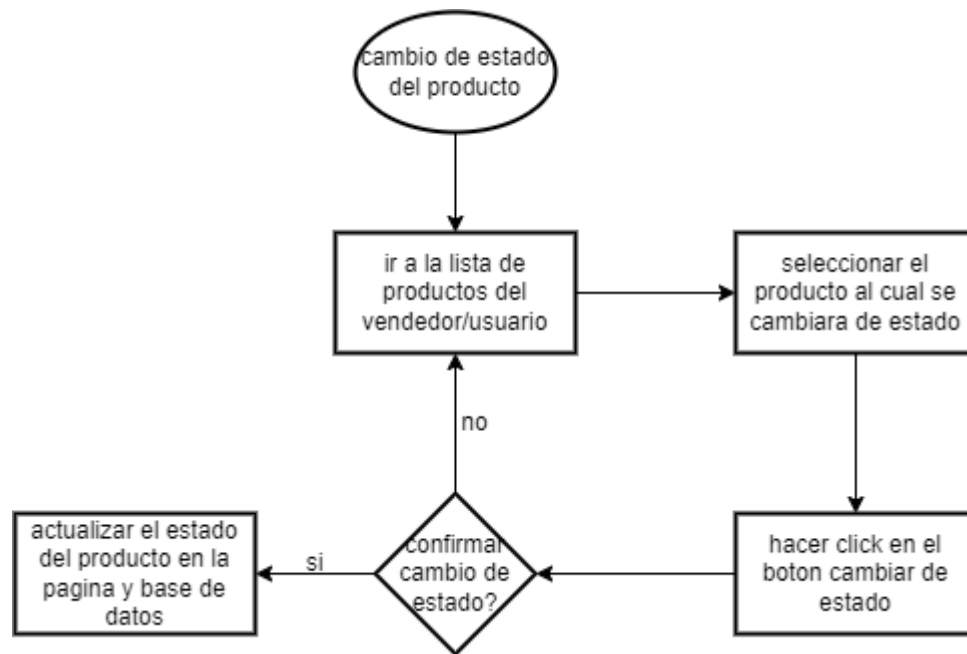 cambio de estado
del producto
ir a la lista de
productos del
vendedor/usuario
seleccionar el
producto al cual se
cambiara de estado
no
hacer click en el
boton cambiar de
estado
confirmar
cambio de
estado?
si
actualizar el estado
del producto en la
pagina y base de
datos